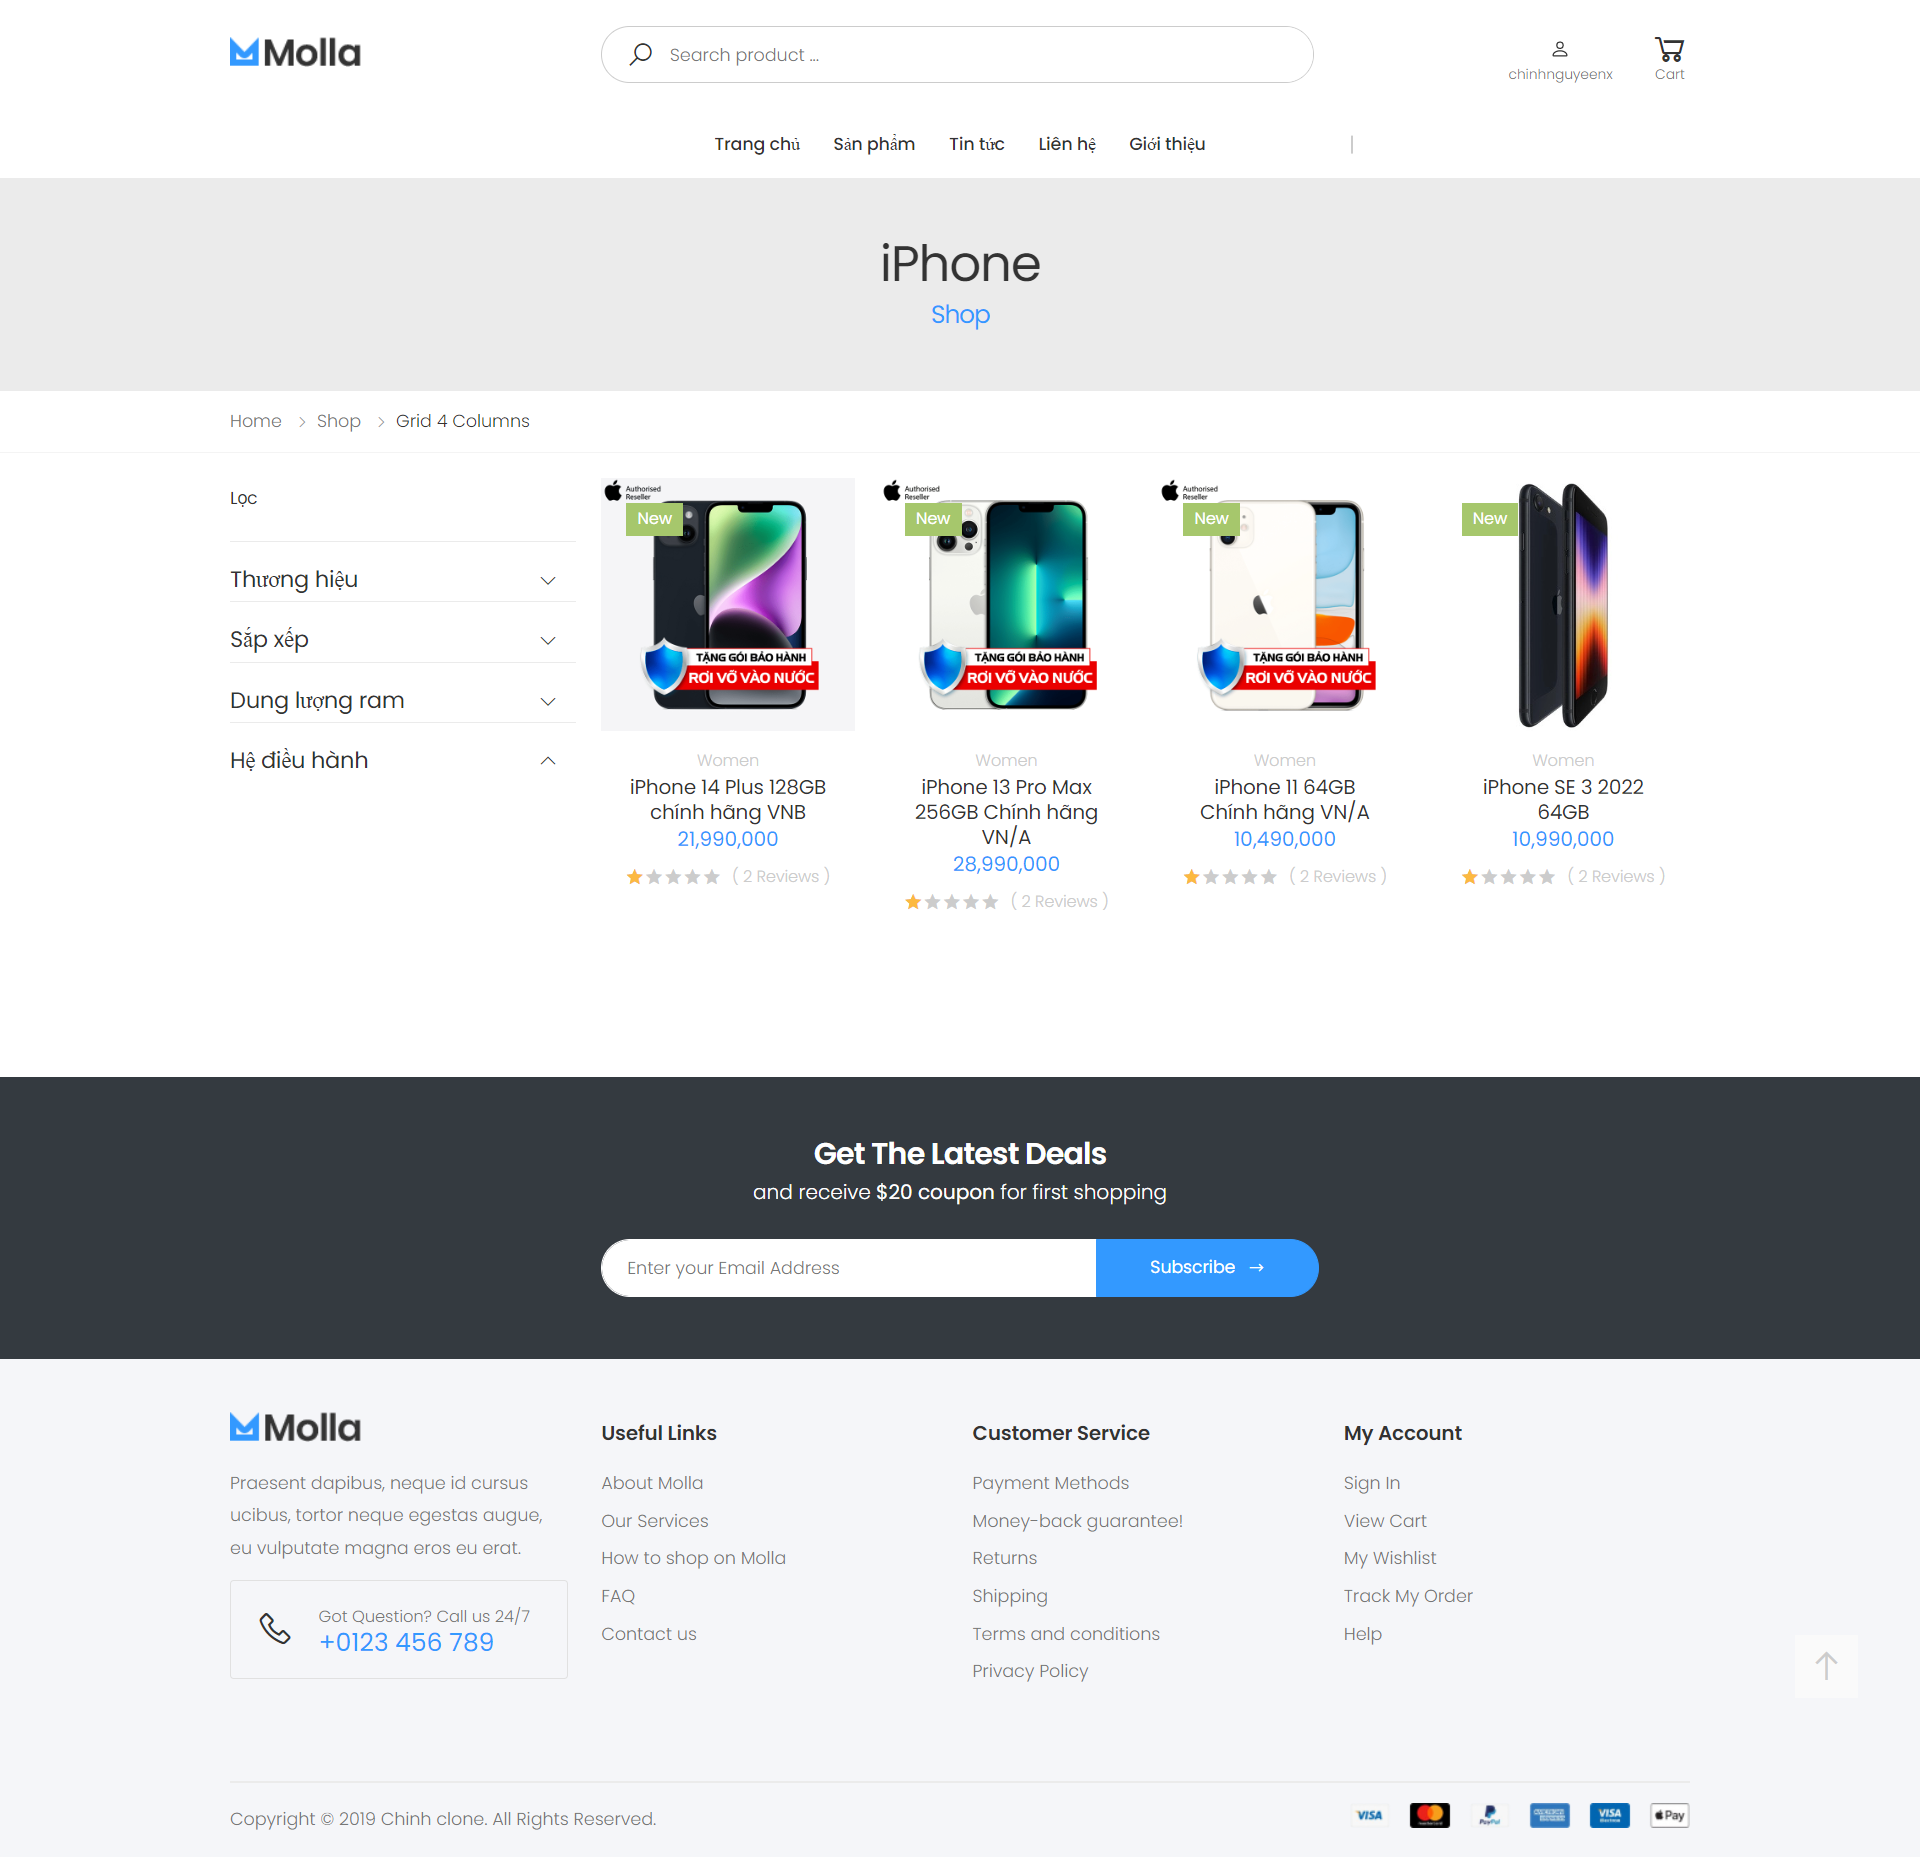 Molla
Search product ...
chinhnguyeenx
Cart
Trang chủ
Sản phẩm
Tin tức
Liên hệ
Giới thiệu
iPhone
Shop
Home
Shop
Grid 4 Columns
Lọc
Thương hiệu
Sắp xếp
Dung lượng ram
Hệ điều hành
Authorised
Reseller
New
TẶNG GÓI BẢO HÀNH
RƠI VỠ VÀO NƯỚC
Women
iPhone 14 Plus 128GB
chính hãng VNB
21,990,000
( 2 Reviews )
Authorised
Reseller
New
TẶNG GÓI BẢO HÀNH
RƠI VỠ VÀO NƯỚC
Women
iPhone 13 Pro Max
256GB Chính hãng
VN/A
28,990,000
( 2 Reviews )
Authorised
Reseller
New
TẶNG GÓI BẢO HÀNH
RƠI VỠ VÀO NƯỚC
Women
iPhone 11 64GB
Chính hãng VN/A
10,490,000
( 2 Reviews )
New
Women
iPhone SE 3 2022
64GB
10,990,000
( 2 Reviews )
Get The Latest Deals
and receive $20 coupon for first shopping
Enter your Email Address
Subscribe
Molla
Praesent dapibus, neque id cursus
ucibus, tortor neque egestas augue,
eu vulputate magna eros eu erat.
Got Question? Call us 24/7
+0123 456 789
Useful Links
About Molla
Our Services
How to shop on Molla
FAQ
Contact us
Customer Service
Payment Methods
Money-back guarantee!
Returns
Shipping
Terms and conditions
Privacy Policy
My Account
Sign In
View Cart
My Wishlist
Track My Order
Help
Copyright © 2019 Chinh clone. All Rights Reserved.
VISA
PayPal
VISA
Pay